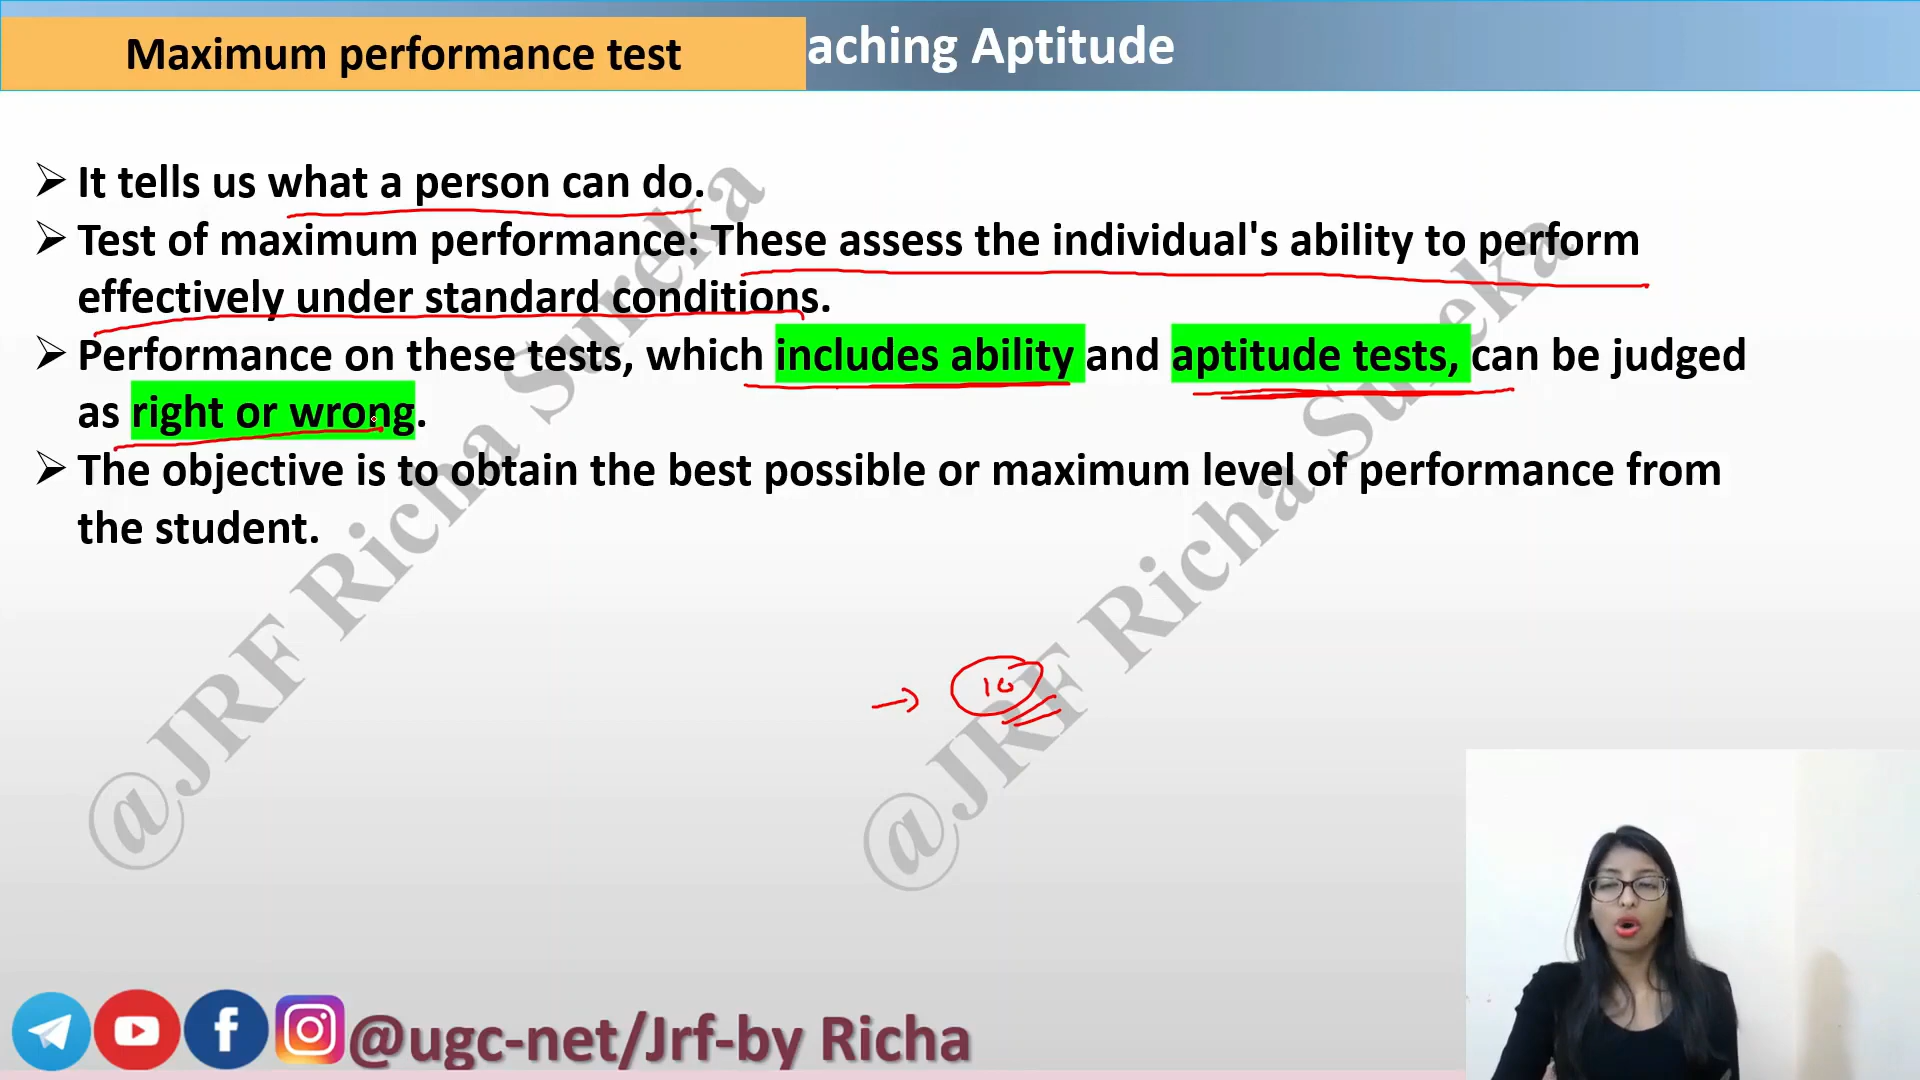 Maximum performance test
aching Aptitude
It tells us what a person can do.
Test of maximum performance: These assess the individual's ability to perform
effectively under standard conditions.
Performance on these tests, which includes ability and aptitude tests, can be judged
as right or wrong.
The objective is to obtain the best possible or maximum level of performance from
the student.
@JRF Richa Sureka
@JRF Richa Sureka
10
@ugc-net/Jrf-by Richa